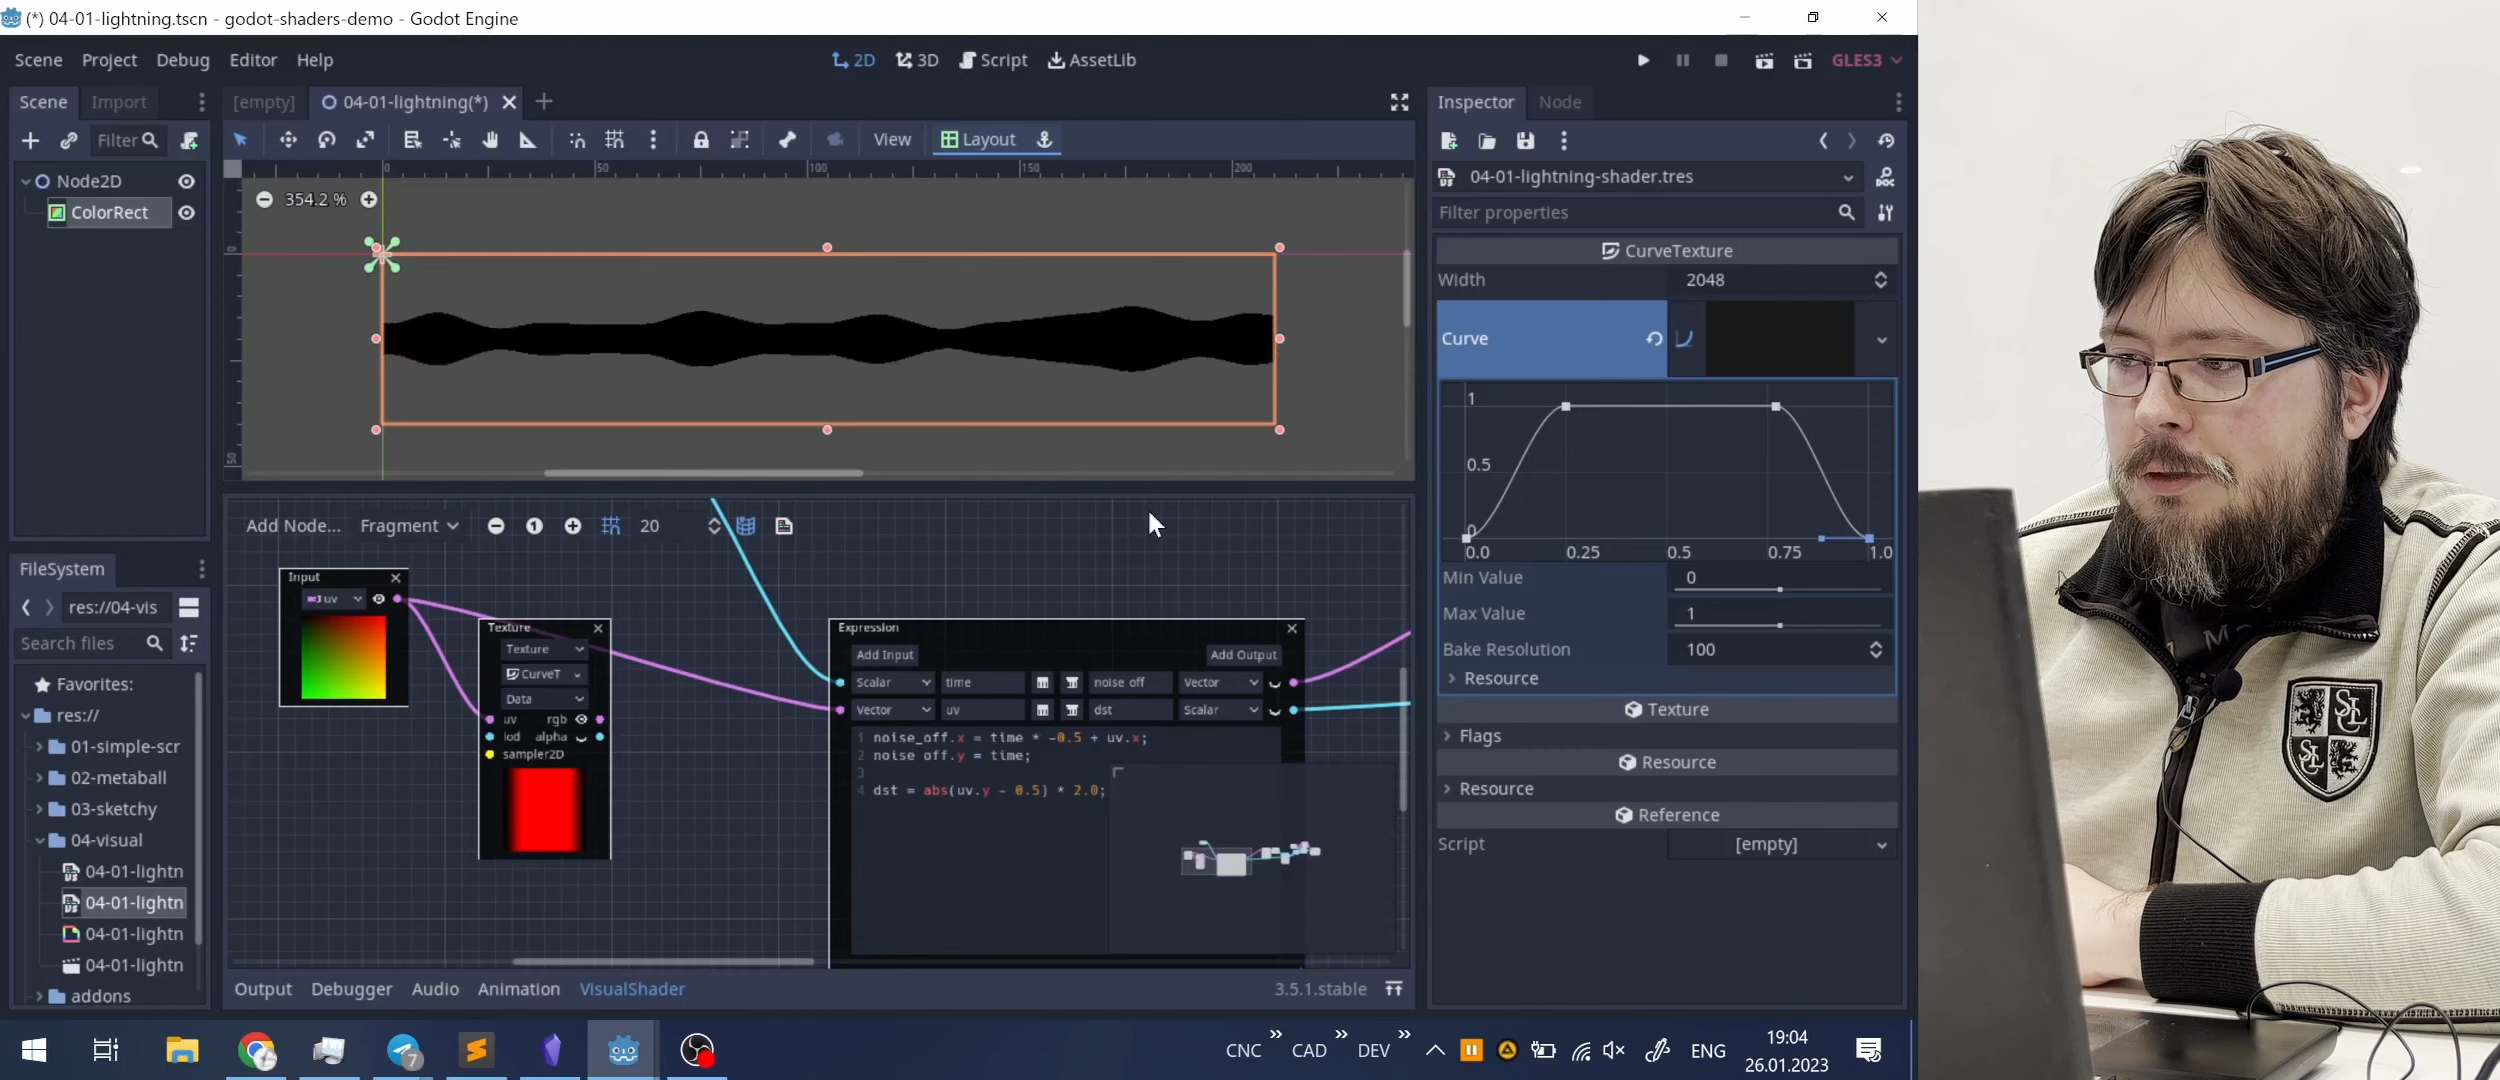 (*) 04-01-lightning.tscn - godot-shaders-demo - Godot Engine
Scene Project Debug Editor Help
2D 3D Script AssetLib
GLES3
Scene Import
[empty] 04-01-lightning(*)
Inspector Node
Filter
View Layout
0 50 100 150 200
04-01-lightning-shader.tres
Node2D
ColorRect
354.2 %
Filter properties
CurveTexture
Width 2048
Curve
1
0.5
0
0.0 0.25 0.5 0.75 1.0
Min Value 0
Max Value 1
Bake Resolution 100
Resource
Texture
Flags
Resource
Resource
Reference
Script [empty]
0
50
Add Node... Fragment 1 20
FileSystem
res://04-vis
Search files
Favorites:
res://
01-simple-scr
02-metaball
03-sketchy
04-visual
04-01-lightn
04-01-lightn
04-01-lightn
04-01-lightn
addons
Input
uv
Texture
Texture
CurveT
Data
uv rgb
lod alpha
sampler2D
Expression
Add Input Add Output
Scalar time noise off Vector
Vector uv dst Scalar
1 noise_off.x = time * -0.5 + uv.x;
2 noise off.y = time;
3
4 dst = abs(uv.y - 0.5) * 2.0;
Output Debugger Audio Animation VisualShader
3.5.1.stable
7
CNC » CAD » DEV »
ENG
19:04
26.01.2023
S L
S C